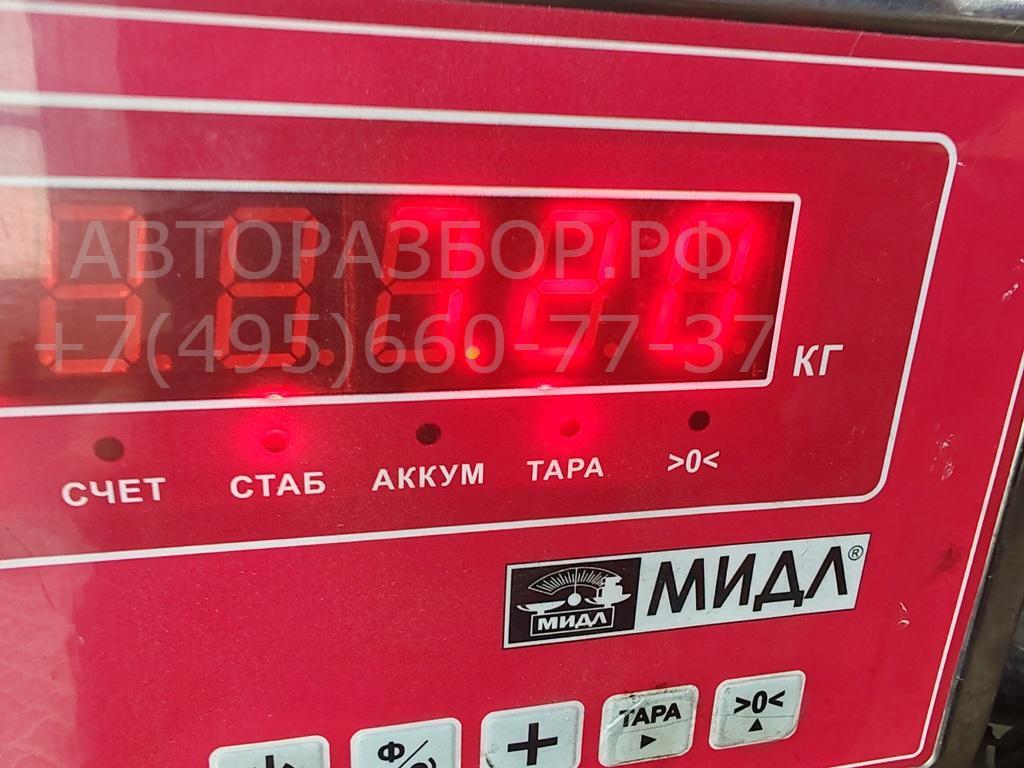 АВТОРАЗБОР.РФ
+7(495)660-77-37
КГ
СЧЕТ СТАБ АККУМ ТАРА >0<
МИДЛ МИДЛ®
Ф + ТАРА >0<